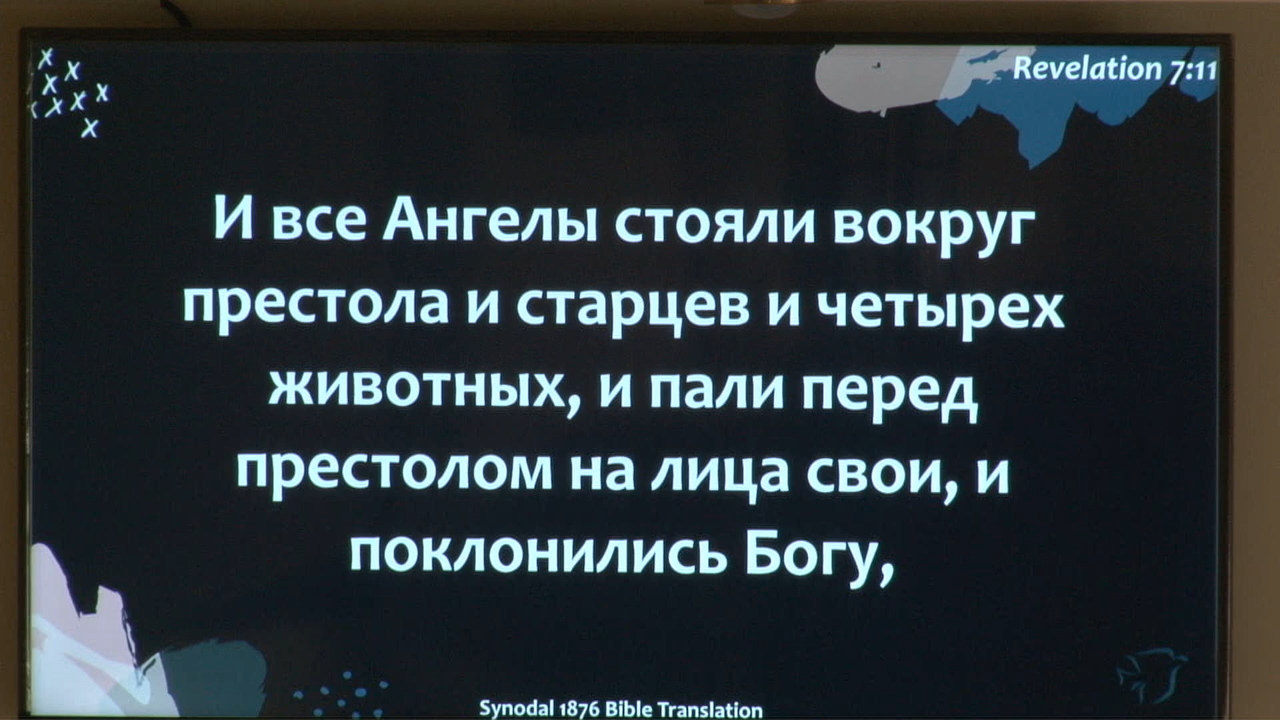 Revelation 7:11
И все Ангелы стояли вокруг
престола и старцев и четырех
животных, и пали перед
престолом на лица свои, и
поклонились Богу,
Synodal 1876 Bible Translation